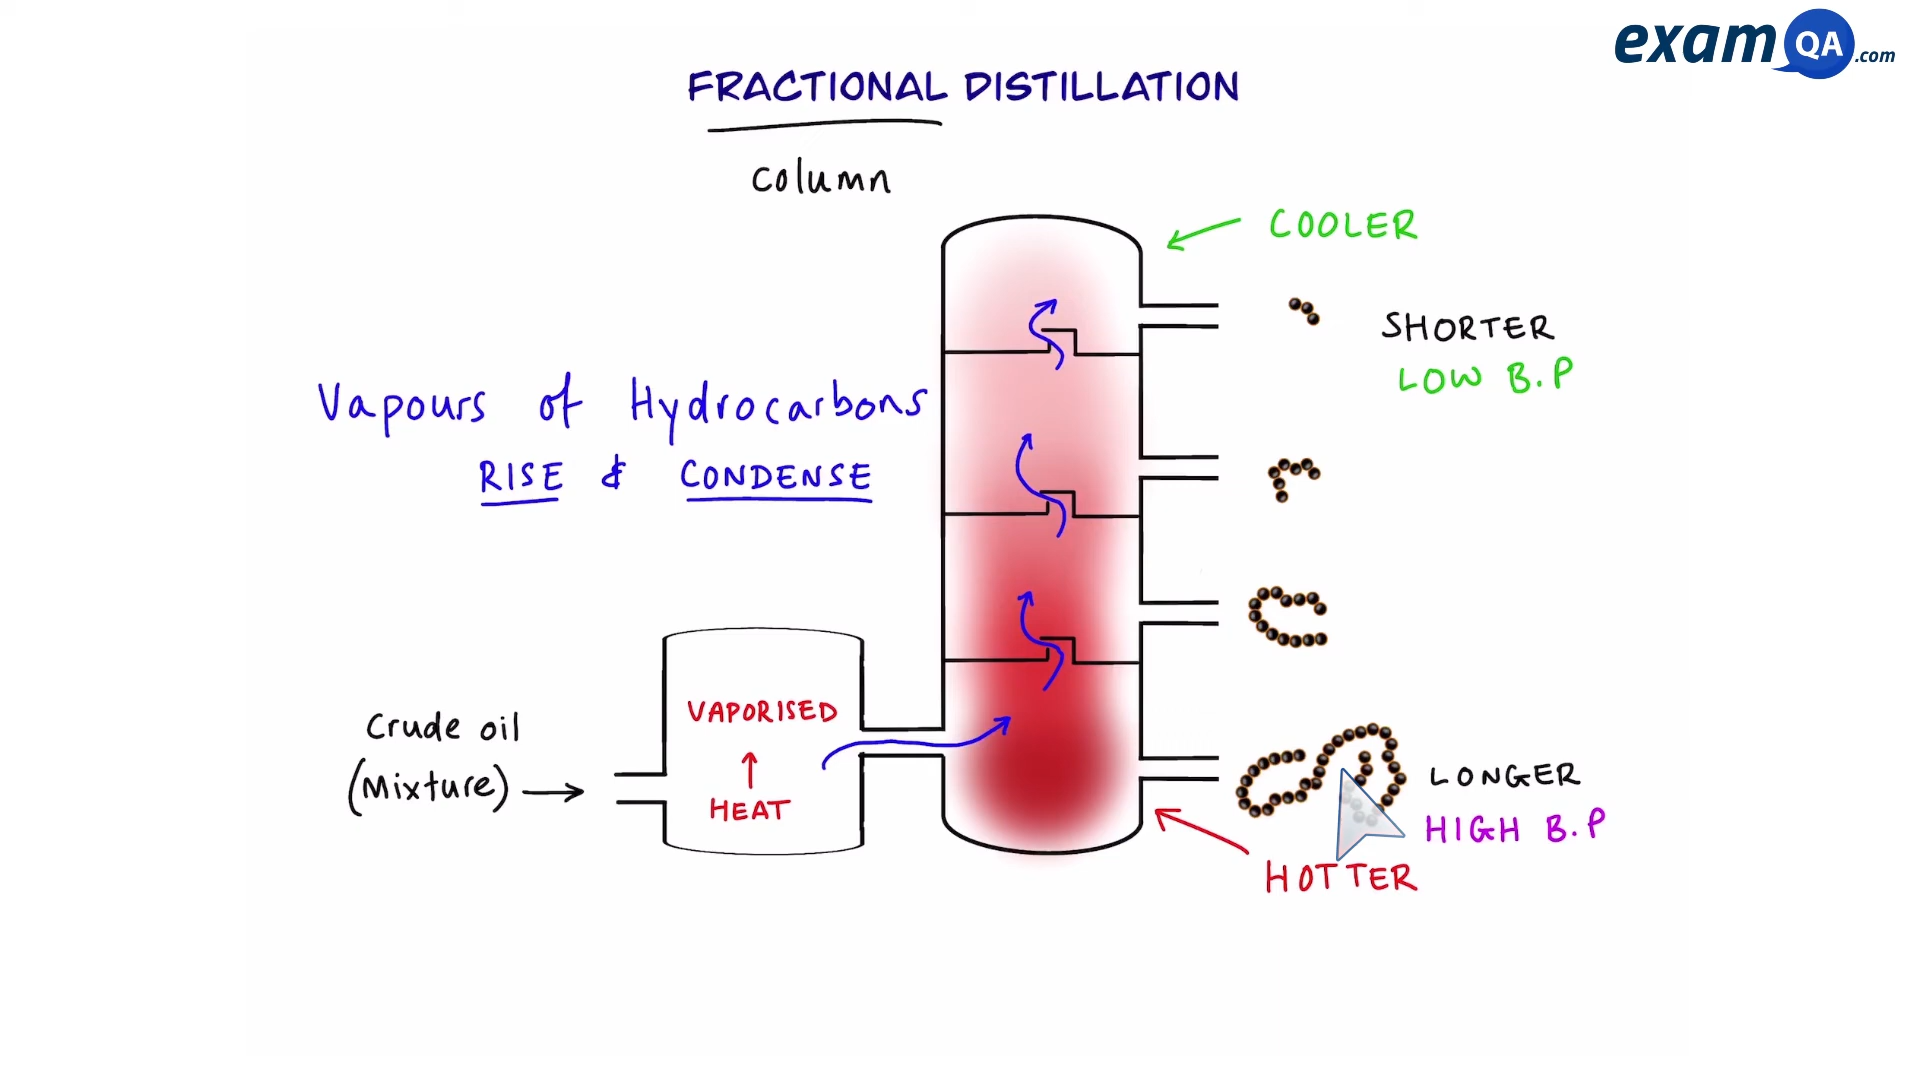 examQA.com
FRACTIONAL DISTILLATION
column
COOLER
SHORTER
LOW B.P
Vapours of Hydrocarbons
RISE & CONDENSE
VAPORISED
HEAT
Crude oil
(Mixture)
LONGER
HIGH B.P
HOTTER